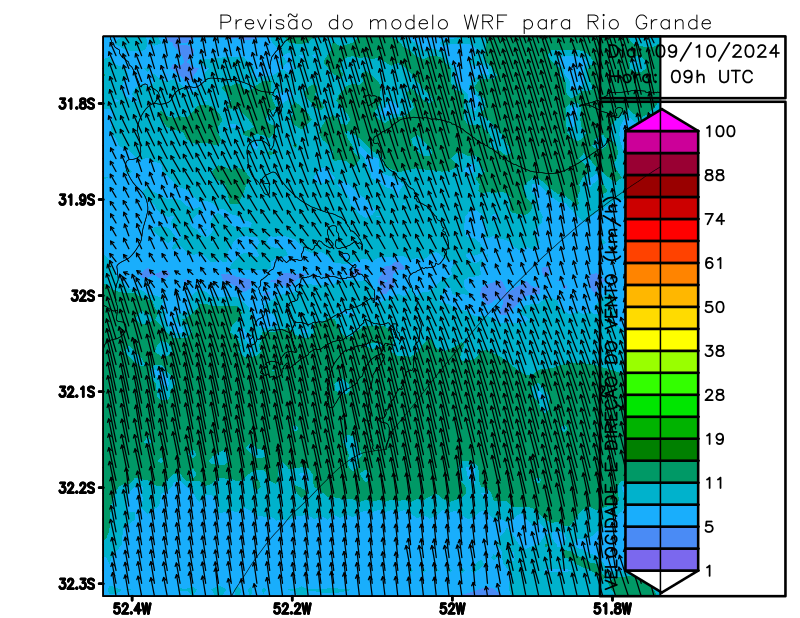 Previsão do modelo WRF para Rio Grande
Dia: 09/10/2024
Hora: 09h UTC
31.8S
31.9S
32S
32.1S
32.2S
32.3S
52.4W
52.2W
52W
51.8W
VELOCIDADE E DIREÇÃO DO VENTO (km/h)
100
88
74
61
50
38
28
19
11
5
1